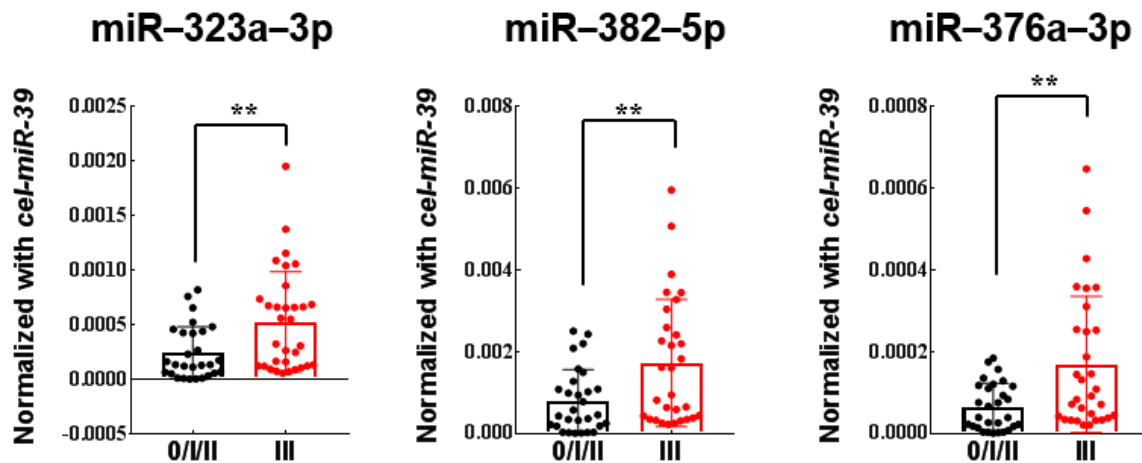 miR–323a–3p
Normalized with cel-miR-39
0.0025
0.0020
0.0015
0.0010
0.0005
0.0000
-0.0005
**
0/I/II III
miR–382–5p
Normalized with cel-miR-39
0.008
0.006
0.004
0.002
0.000
**
0/I/II III
miR–376a–3p
Normalized with cel-miR-39
0.0008
0.0006
0.0004
0.0002
0.0000
**
0/I/II III